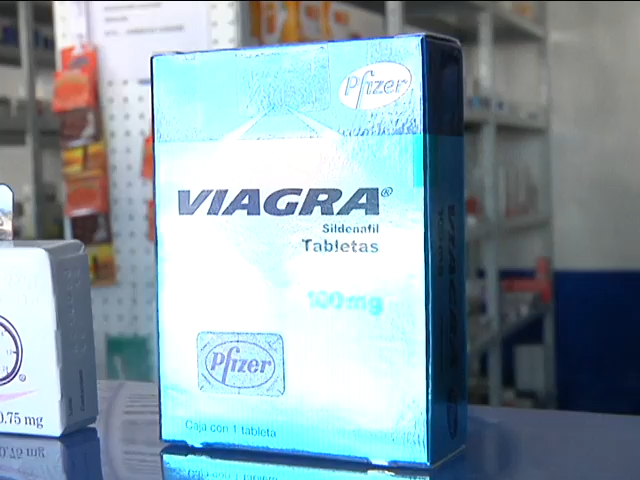 Pfizer
VIAGRA®
Sildenafil
Tabletas
100 mg
Pfizer
Caja con 1 tableta
0.75 mg
VIAGRA